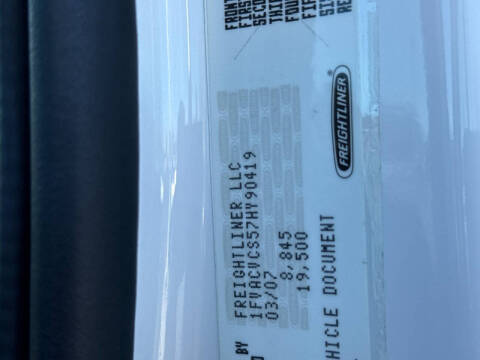 FRONT
FIRST
SECON
THIR
FOUR
FIF
SI
RE
FREIGHTLINER
BY FREIGHTLINER LLC
1FVACVCS57HY90419
03/07
8,845
19,500
HICLE DOCUMENT